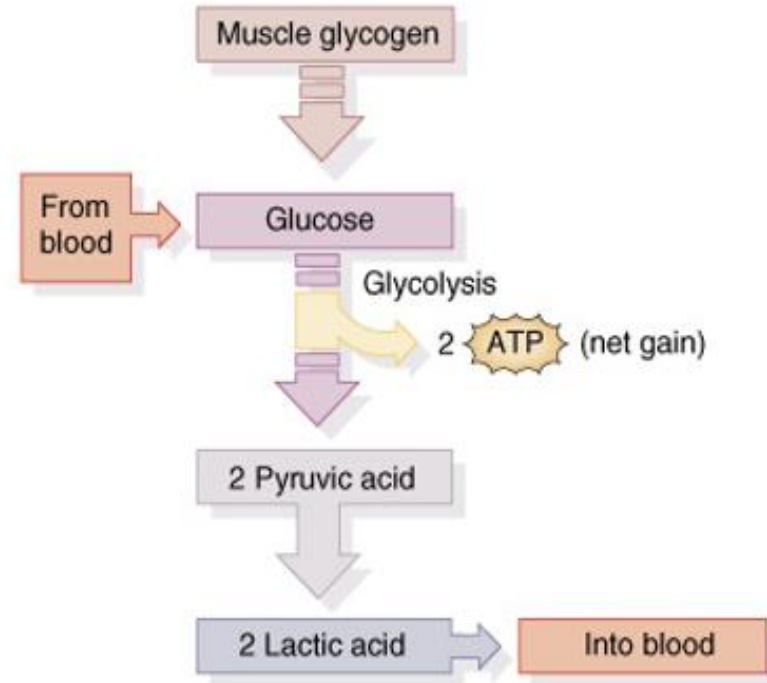 Muscle glycogen
From
blood
Glucose
Glycolysis
2 ATP (net gain)
2 Pyruvic acid
2 Lactic acid
Into blood